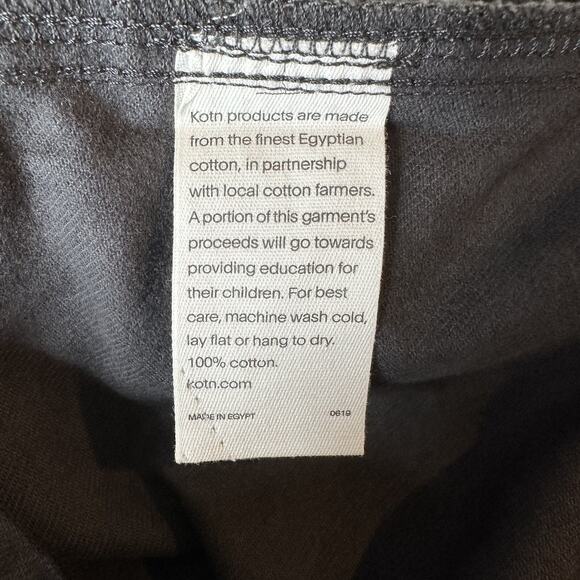 Kotn products are made
from the finest Egyptian
cotton, in partnership
with local cotton farmers.
A portion of this garment's
proceeds will go towards
providing education for
their children. For best
care, machine wash cold,
lay flat or hang to dry.
100% cotton.
kotn.com
MADE IN EGYPT 0619